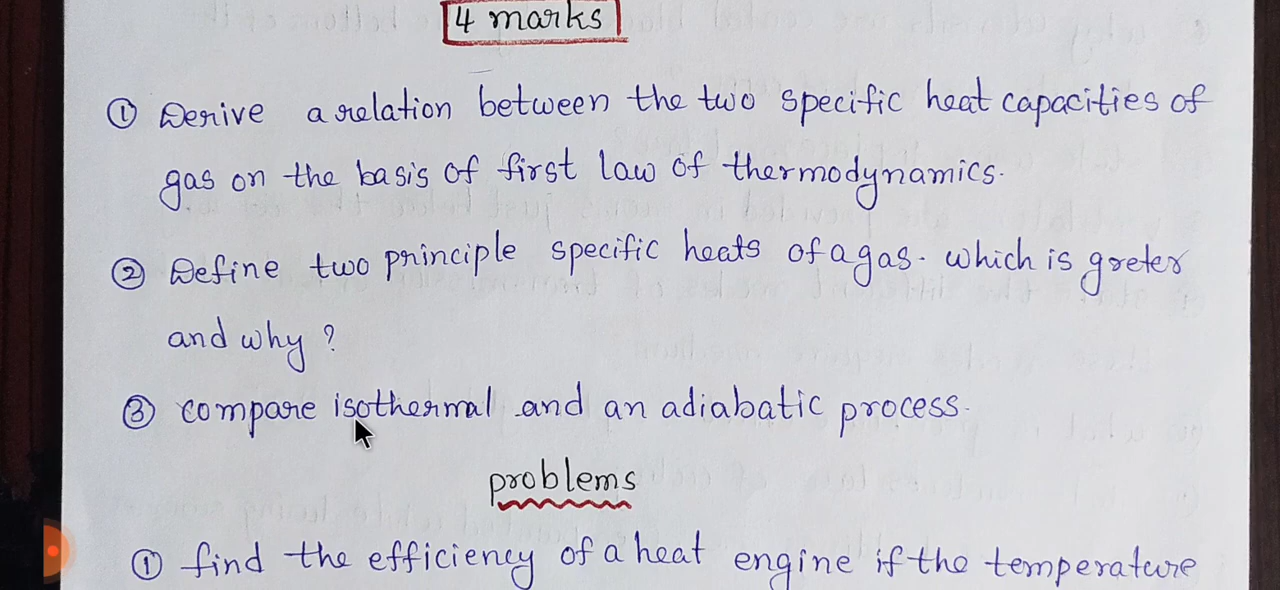 4 marks
① Derive a relation between the two specific heat capacities of
gas on the basis of first law of thermodynamics.
② Define two principle specific heats of a gas. which is greter
and why?
③ compare isothermal and an adiabatic process.
problems
① find the efficiency of a heat engine if the temperature